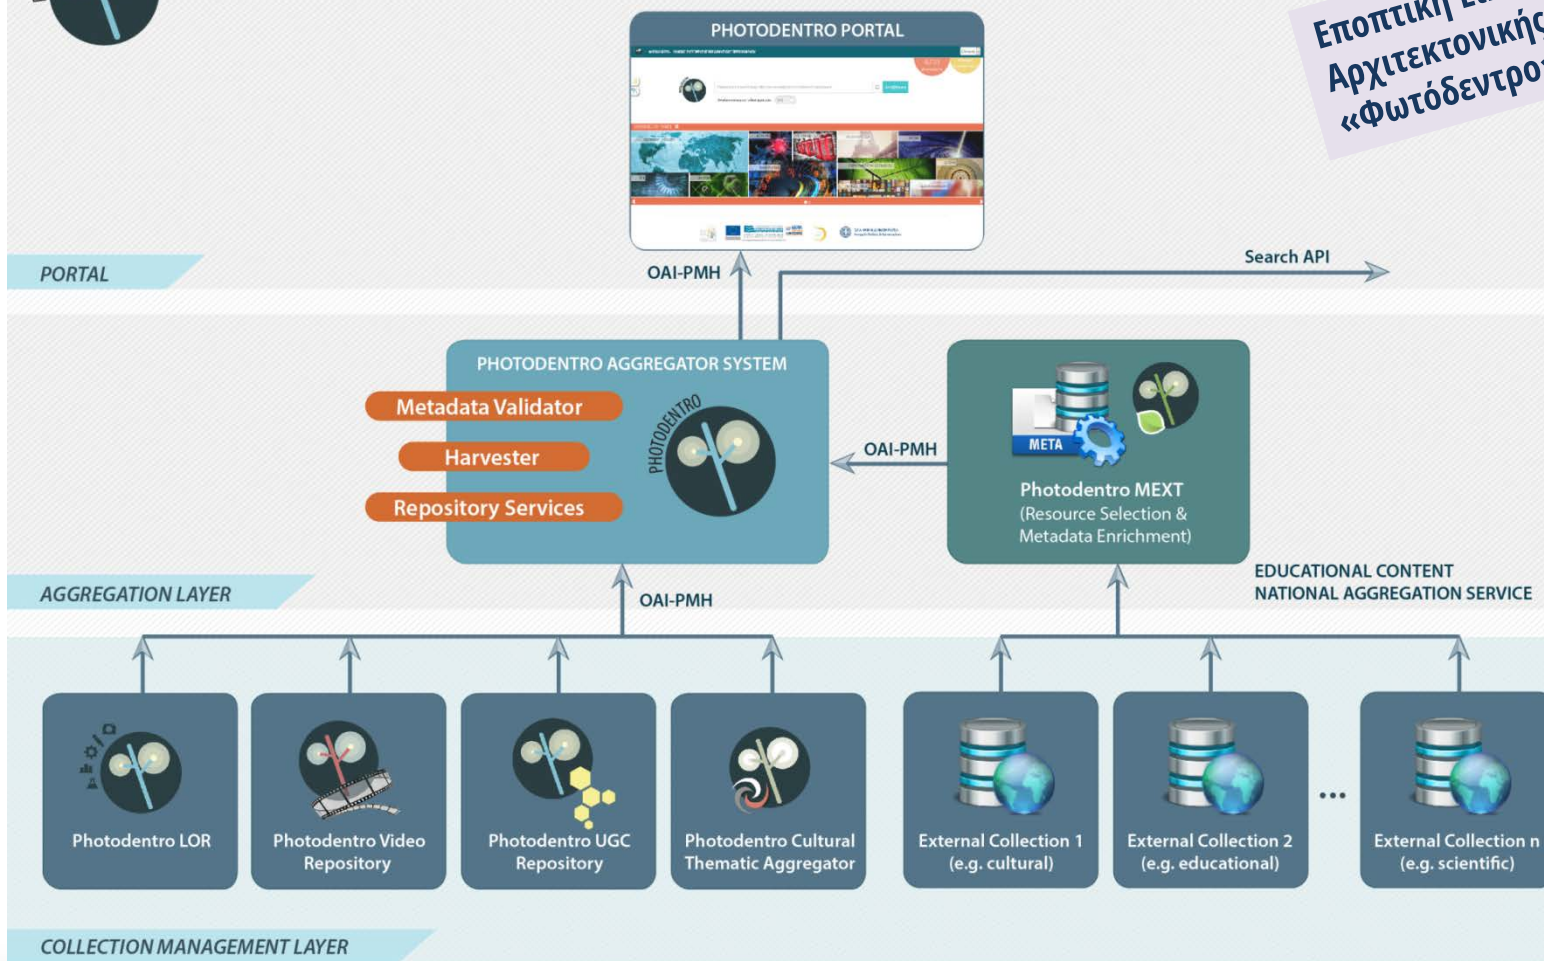 PHOTODENTRO PORTAL
Εποπτική
Αρχιτεκτονικής
«Φωτόδεντρο»
OAI-PMH
Search API
PORTAL
PHOTODENTRO AGGREGATOR SYSTEM
Metadata Validator
Harvester
Repository Services
PHOTODENTRO
OAI-PMH
META
Photodentro MEXT
(Resource Selection &
Metadata Enrichment)
EDUCATIONAL CONTENT
NATIONAL AGGREGATION SERVICE
AGGREGATION LAYER
OAI-PMH
Photodentro LOR
Photodentro Video
Repository
Photodentro UGC
Repository
Photodentro Cultural
Thematic Aggregator
External Collection 1
(e.g. cultural)
External Collection 2
(e.g. educational)
...
External Collection n
(e.g. scientific)
COLLECTION MANAGEMENT LAYER